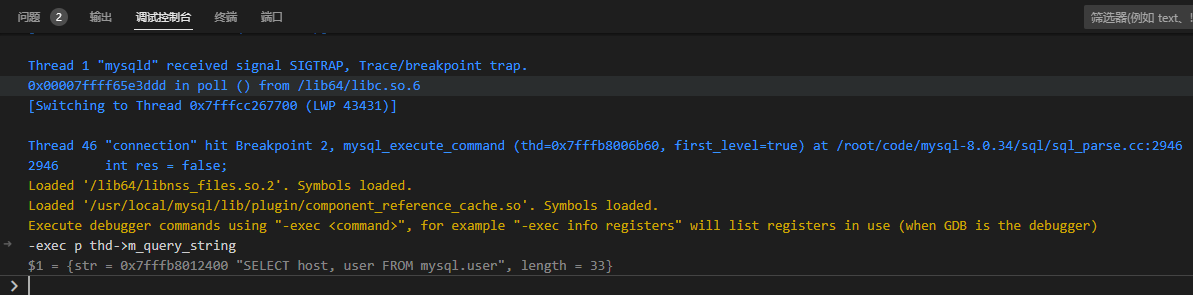 问题 2 输出 调试控制台 终端 端口 筛选器(例如 text、!
Thread 1 "mysqld" received signal SIGTRAP, Trace/breakpoint trap.
0x00007ffff65e3ddd in poll () from /lib64/libc.so.6
[Switching to Thread 0x7fffcc267700 (LWP 43431)]
Thread 46 "connection" hit Breakpoint 2, mysql_execute_command (thd=0x7fffb8006b60, first_level=true) at /root/code/mysql-8.0.34/sql/sql_parse.cc:2946
2946 int res = false;
Loaded '/lib64/libnss_files.so.2'. Symbols loaded.
Loaded '/usr/local/mysql/lib/plugin/component_reference_cache.so'. Symbols loaded.
Execute debugger commands using "-exec <command>", for example "-exec info registers" will list registers in use (when GDB is the debugger)
-exec p thd->m_query_string
$1 = {str = 0x7fffb8012400 "SELECT host, user FROM mysql.user", length = 33}